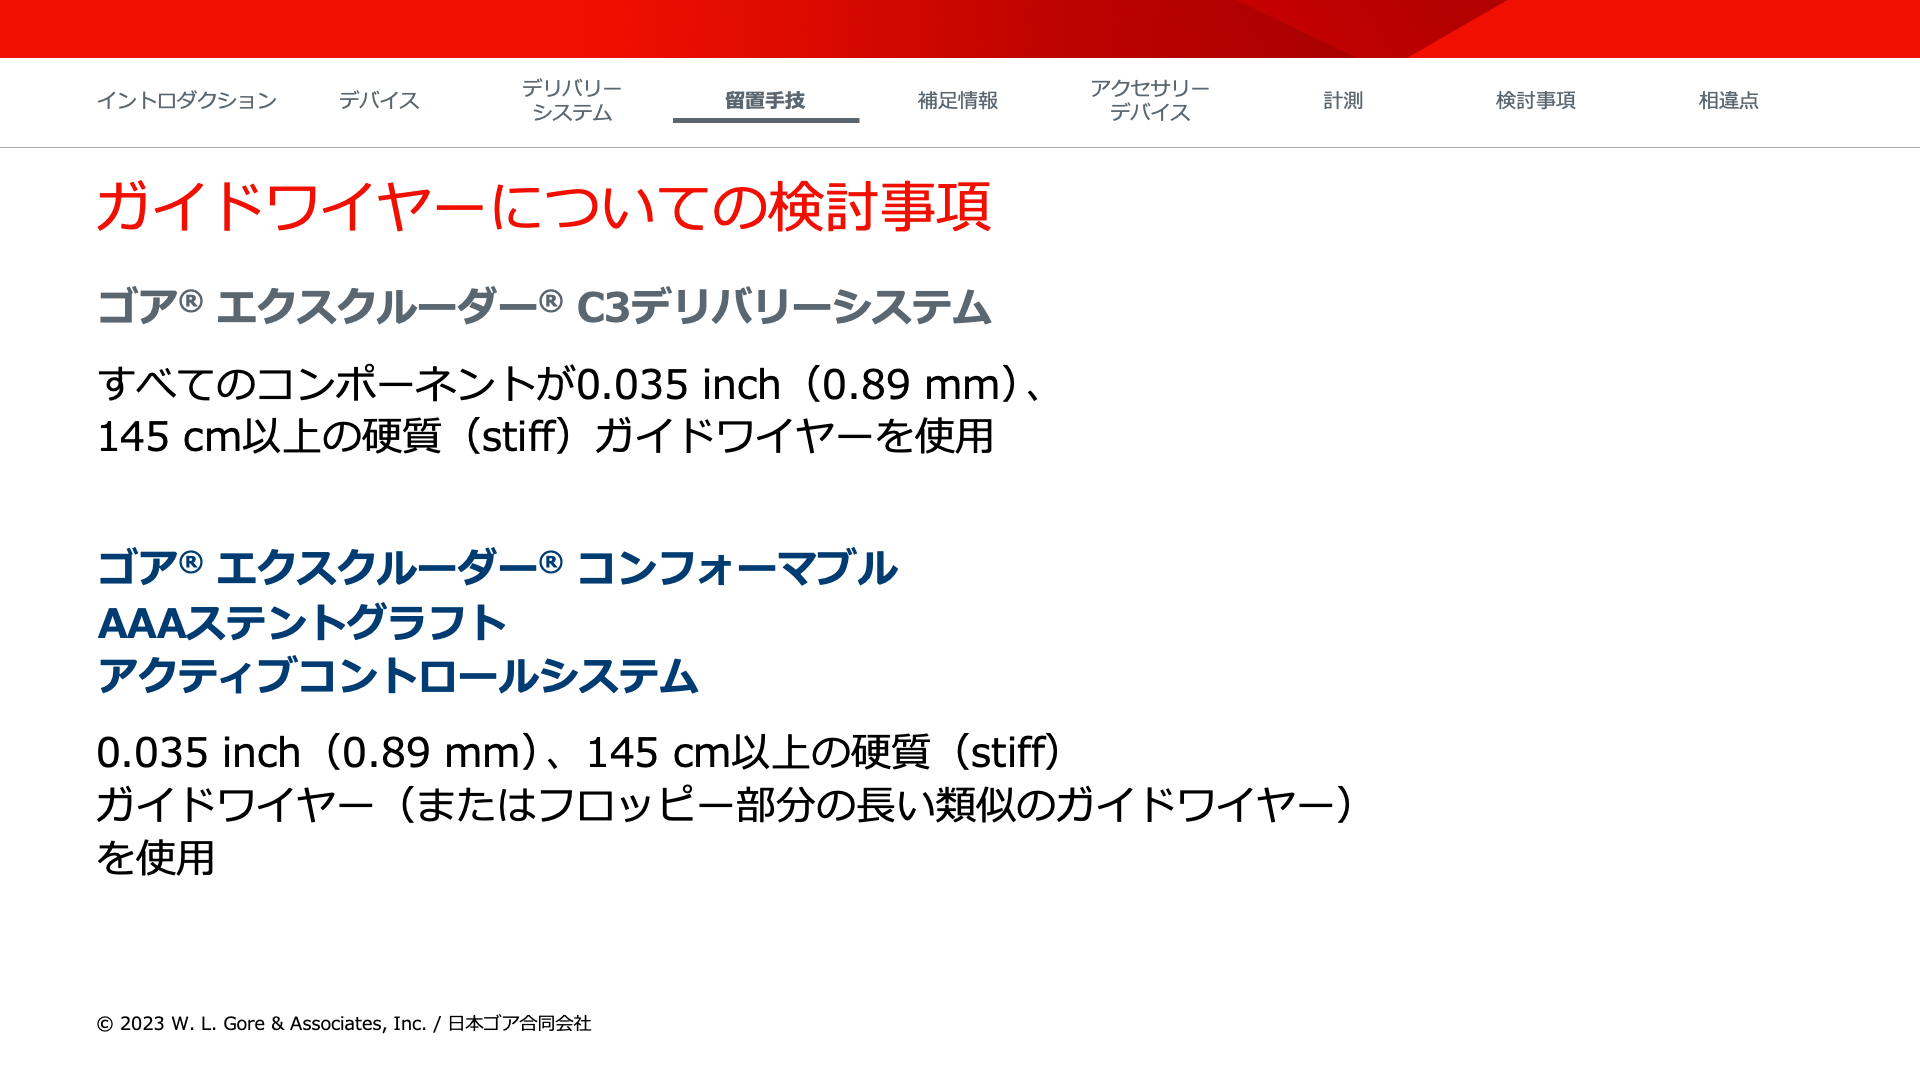 イントロダクション
デバイス
デリバリー
システム
留置手技
補足情報
アクセサリー
デバイス
計測
検討事項
相違点
ガイドワイヤーについての検討事項
ゴア® エクスクルーダー® C3デリバリーシステム
すべてのコンポーネントが0.035 inch（0.89 mm）、
145 cm以上の硬質（stiff）ガイドワイヤーを使用
ゴア® エクスクルーダー® コンフォーマブル
AAAステントグラフト
アクティブコントロールシステム
0.035 inch（0.89 mm）、145 cm以上の硬質（stiff）
ガイドワイヤー（またはフロッピー部分の長い類似のガイドワイヤー）
を使用
© 2023 W. L. Gore & Associates, Inc. / 日本ゴア合同会社